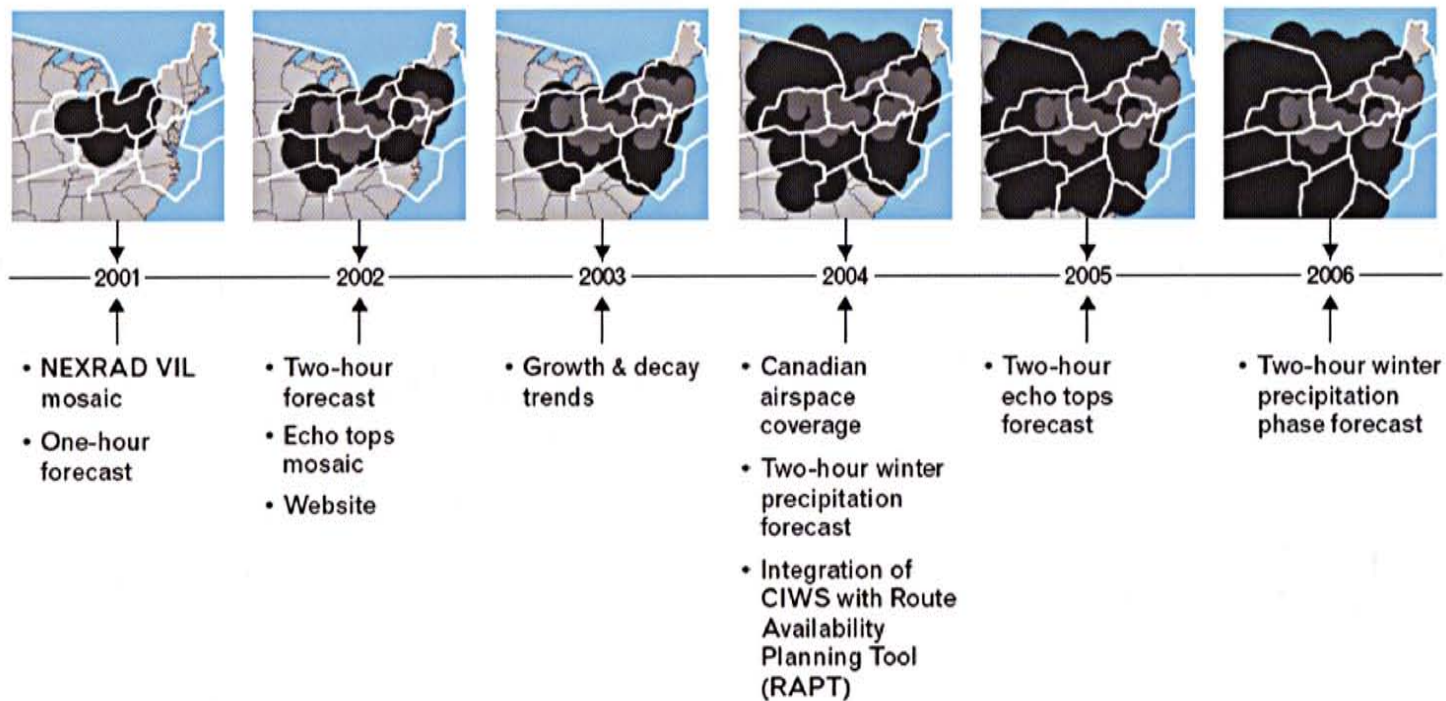 2001
2002
2003
2004
2005
2006
• NEXRAD VIL
mosaic
• One-hour
forecast
• Two-hour
forecast
• Echo tops
mosaic
• Website
• Growth & decay
trends
• Canadian
airspace
coverage
• Two-hour winter
precipitation
forecast
• Integration of
CIWS with Route
Availability
Planning Tool
(RAPT)
• Two-hour
echo tops
forecast
• Two-hour winter
precipitation
phase forecast